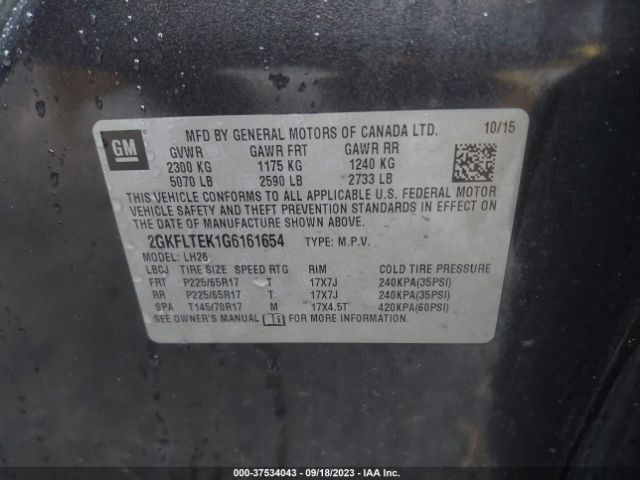 GM
MFD BY GENERAL MOTORS OF CANADA LTD. 10/15
GVWR GAWR FRT GAWR RR
2300 KG 1175 KG 1240 KG
5070 LB 2590 LB 2733 LB
THIS VEHICLE CONFORMS TO ALL APPLICABLE U.S. FEDERAL MOTOR
VEHICLE SAFETY AND THEFT PREVENTION STANDARDS IN EFFECT ON
THE DATE OF MANUFACTURE SHOWN ABOVE.
2GKFLTEK1G6161654 TYPE: M.P.V.
MODEL: LH26
LBCJ TIRE SIZE SPEED RTG RIM COLD TIRE PRESSURE
FRT P225/65R17 T 17X7J 240KPA(35PSI)
RR P225/65R17 T 17X7J 240KPA(35PSI)
SPA T145/70R17 M 17X4.5T 420KPA(60PSI)
SEE OWNER'S MANUAL FOR MORE INFORMATION.
000-37534043 - 09/18/2023 - IAA Inc.